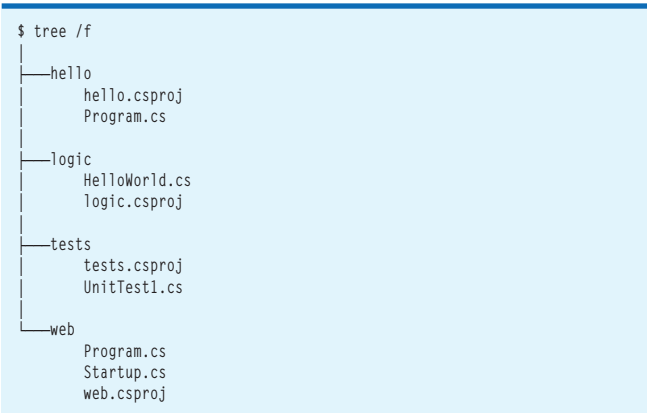 $ tree /f
│
├───hello
│       hello.csproj
│       Program.cs
│
├───logic
│       HelloWorld.cs
│       logic.csproj
│
├───tests
│       tests.csproj
│       UnitTest1.cs
│
└───web
        Program.cs
        Startup.cs
        web.csproj